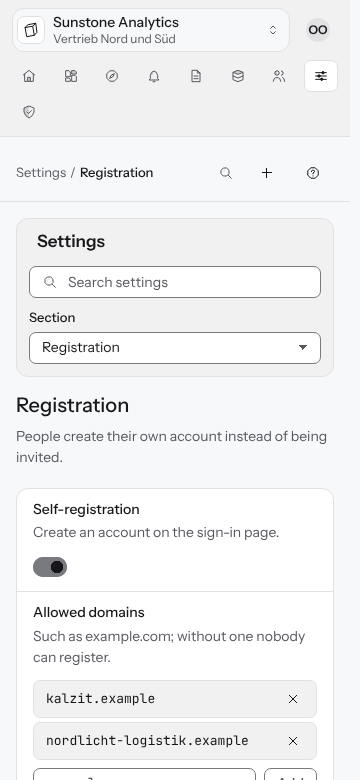 Sunstone Analytics
Vertrieb Nord und Süd
OO
Settings / Registration
Settings
Search settings
Section
Registration
Registration
People create their own account instead of being
invited.
Self-registration
Create an account on the sign-in page.
Allowed domains
Such as example.com; without one nobody
can register.
kalzit.example
nordlicht-logistik.example